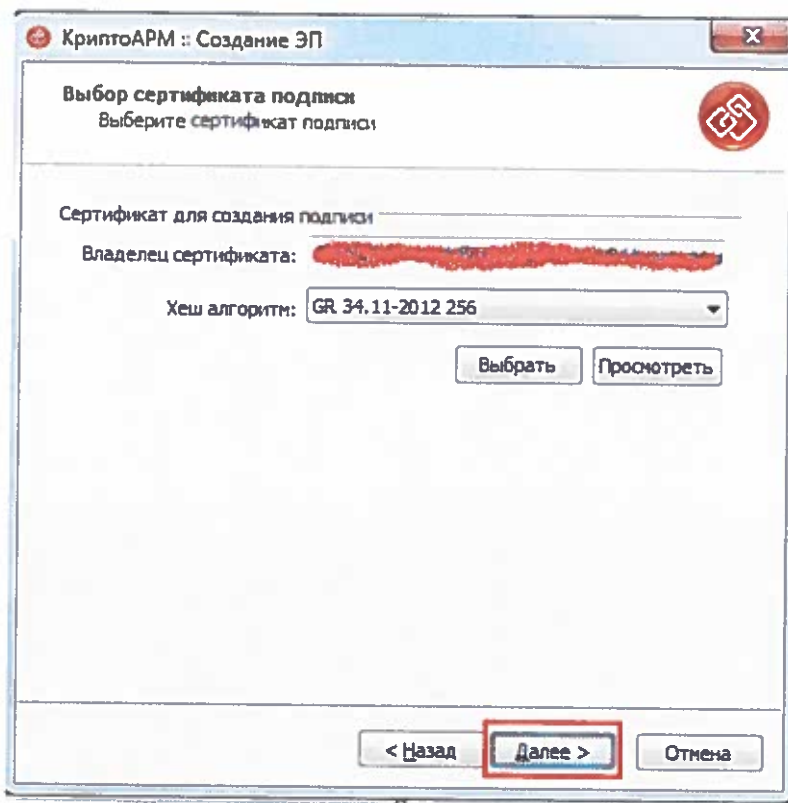 КриптоАРМ :: Создание ЭП
Выбор сертификата подписи
Выберите сертификат подписи
Сертификат для создания подписи
Владелец сертификата:
Хеш алгоритм: GR 34.11-2012 256
Выбрать Просмотреть
< Назад Далее > Отмена